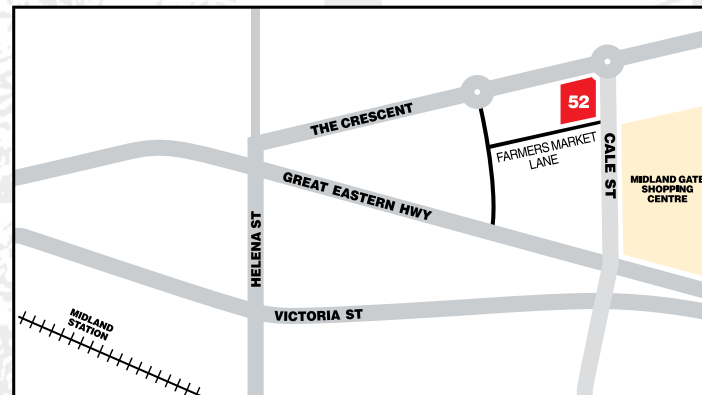 52
THE CRESCENT
FARMERS MARKET
LANE
CALE ST
MIDLAND GATE
SHOPPING
CENTRE
GREAT EASTERN HWY
HELENA ST
VICTORIA ST
MIDLAND
STATION